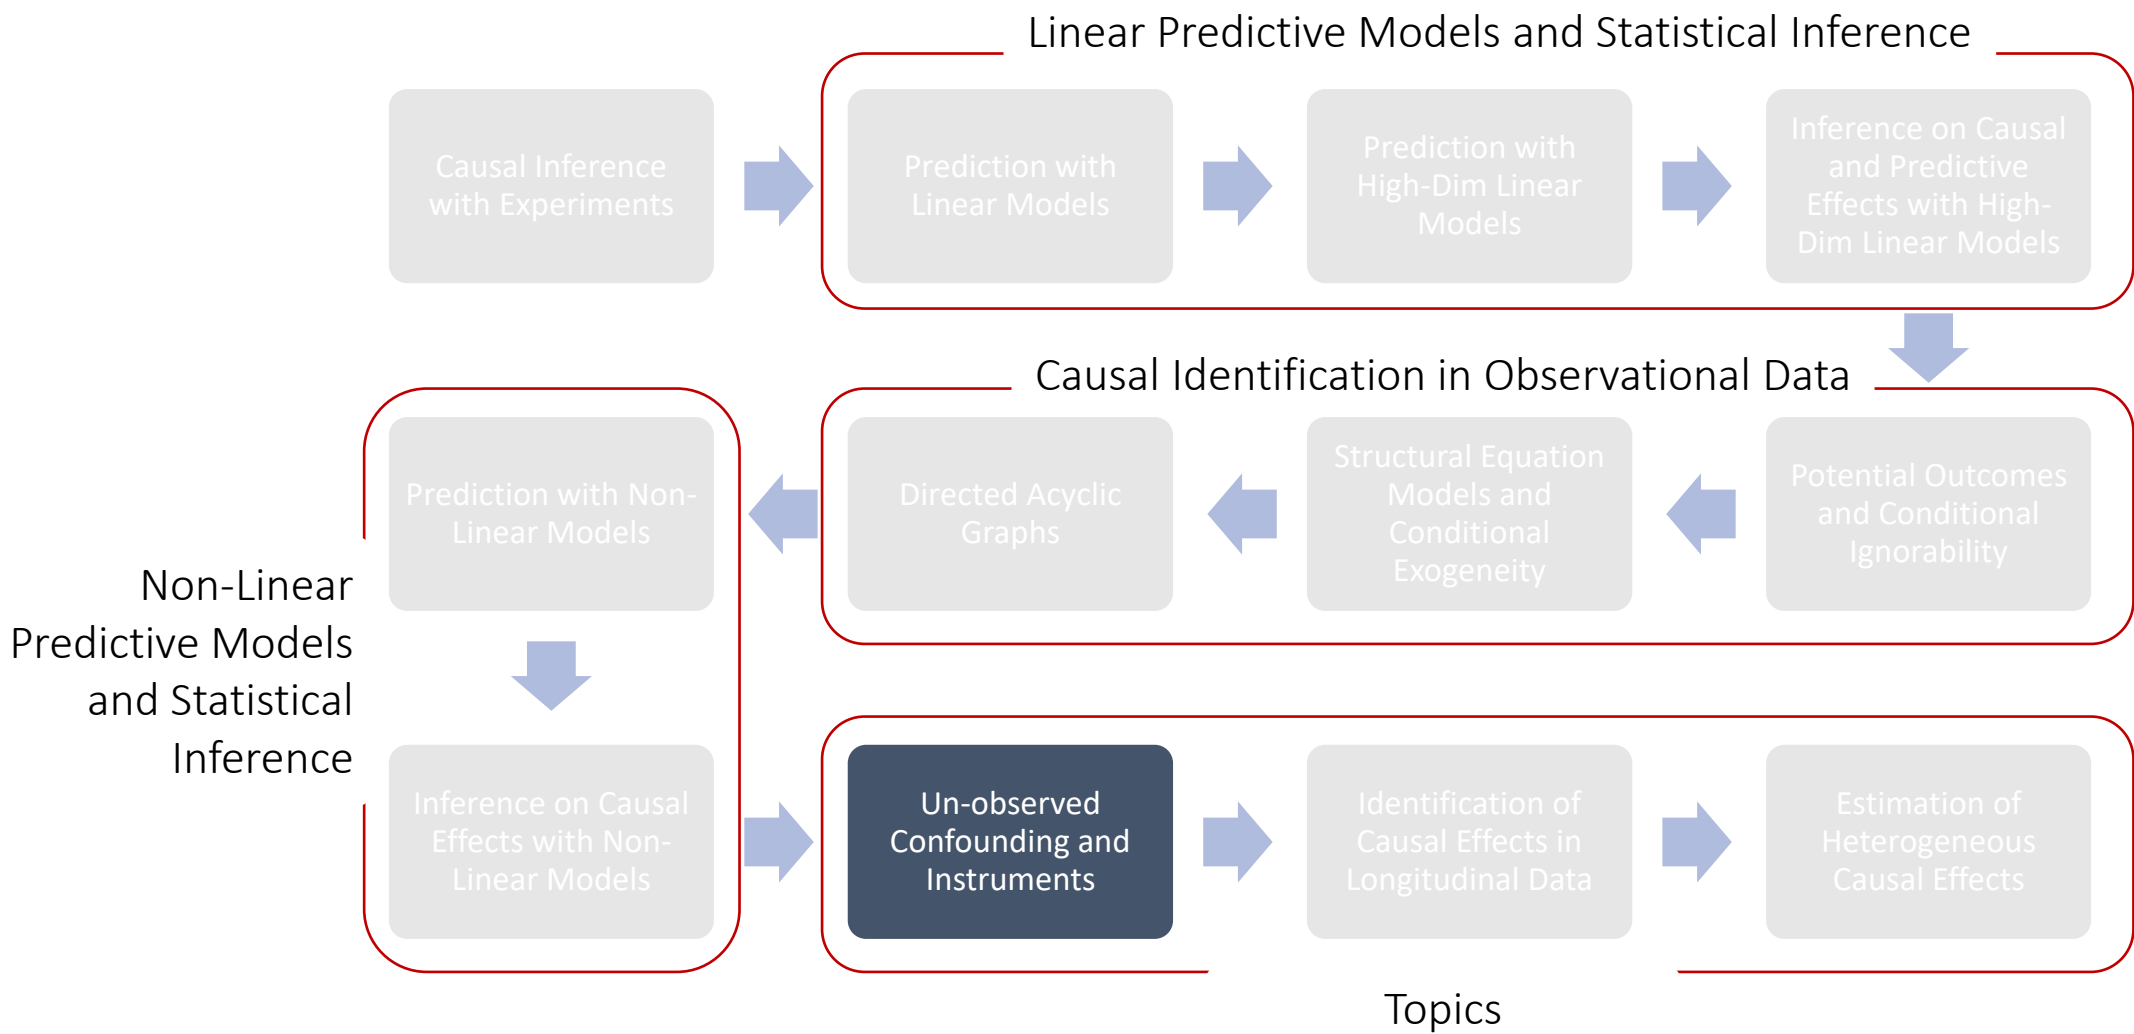 Linear Predictive Models and Statistical Inference
Causal Inference
with Experiments
Prediction with
Linear Models
Prediction with
High-Dim Linear
Models
Inference on Causal
and Predictive
Effects with High-
Dim Linear Models
Causal Identification in Observational Data
Potential Outcomes
and Conditional
Ignorability
Structural Equation
Models and
Conditional
Exogeneity
Directed Acyclic
Graphs
Non-Linear
Predictive Models
and Statistical
Inference
Prediction with Non-
Linear Models
Inference on Causal
Effects with Non-
Linear Models
Un-observed
Confounding and
Instruments
Identification of
Causal Effects in
Longitudinal Data
Estimation of
Heterogeneous
Causal Effects
Topics